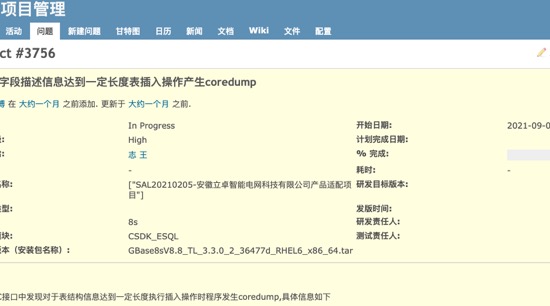 项目管理
活动 问题 新建问题 甘特图 日历 新闻 文档 Wiki 文件 配置
ct #3756
字段描述信息达到一定长度表插入操作产生coredump
在 大约一个月 之前添加. 更新于 大约一个月 之前.
In Progress 开始日期: 2021-09-0
High 计划完成日期:
志 王 % 完成:
- 耗时: -
名称: ["SAL20210205-安徽立卓智能电网科技有限公司产品适配项目"] 研发目标版本:
类型: 发版时间:
8s 研发责任人:
模块: CSDK_ESQL 测试责任人:
版本（安装包名称）: GBase8sV8.8_TL_3.3.0_2_36477d_RHEL6_x86_64.tar
C接口中发现对于表结构信息达到一定长度执行插入操作时程序发生coredump,具体信息如下